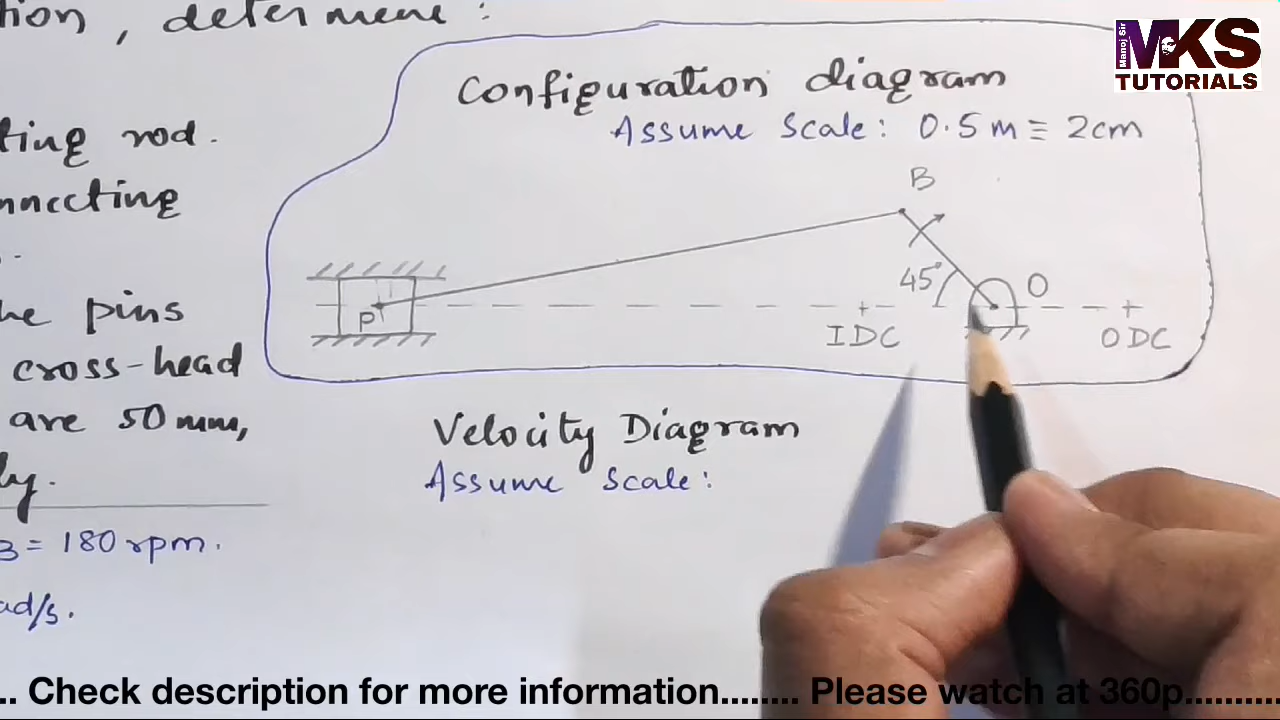 tion, determine:
ting rod.
nnecting
he pins
cross-head
are 50 mm,
ly.
B = 180 rpm.
ad/s.
Configuration diagram
Assume Scale: 0.5 m ≡ 2cm
B
45°
O
P
IDC
ODC
Velocity Diagram
Assume Scale:
Manoj Sir
MKS
TUTORIALS
.. Check description for more information........ Please watch at 360p..........